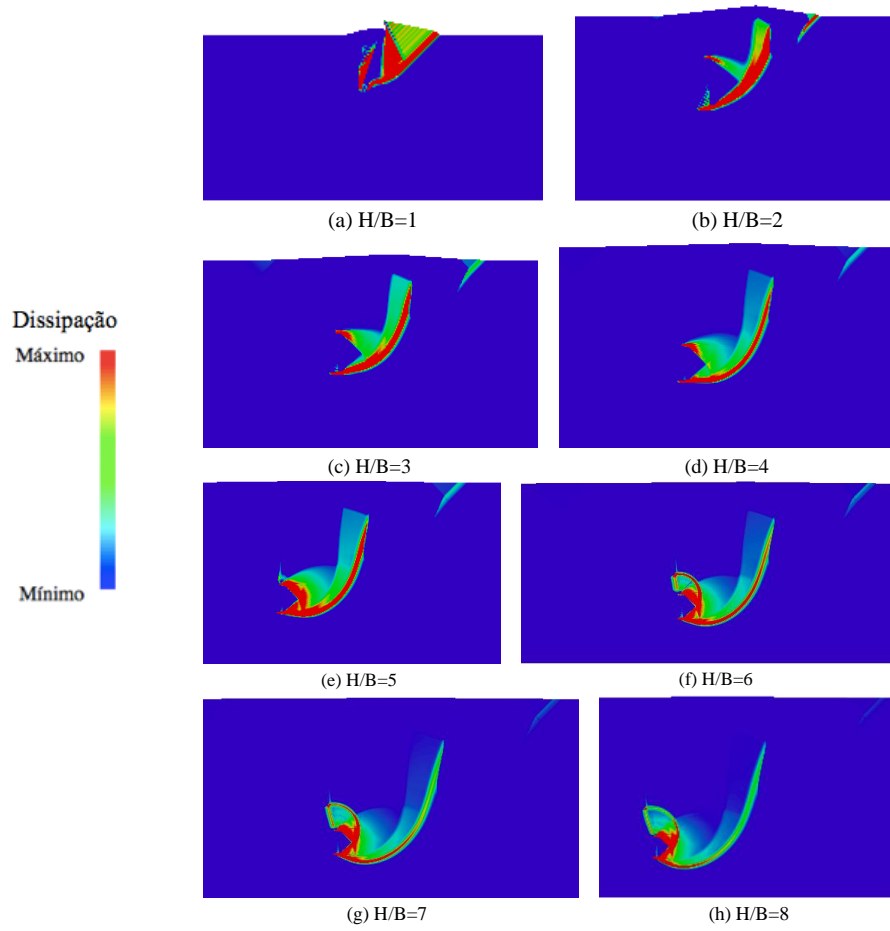 (a) H/B=1
(b) H/B=2
Dissipação
Máximo
Mínimo
(c) H/B=3
(d) H/B=4
(e) H/B=5
(f) H/B=6
(g) H/B=7
(h) H/B=8